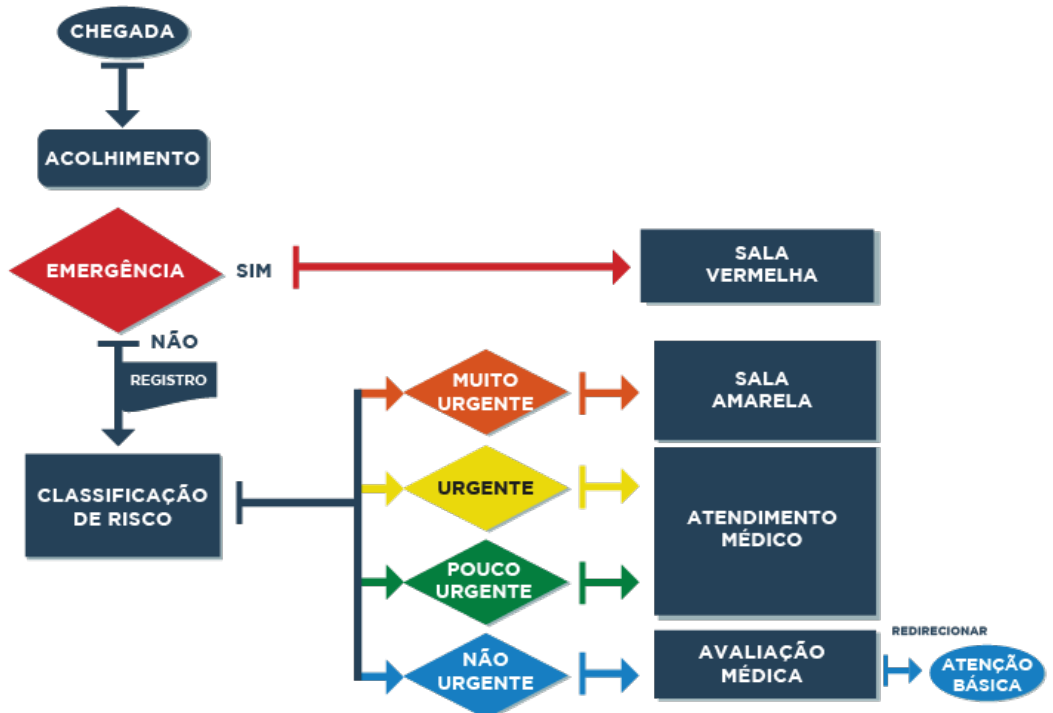 CHEGADA
ACOLHIMENTO
EMERGÊNCIA
SIM
SALA
VERMELHA
NÃO
REGISTRO
CLASSIFICAÇÃO
DE RISCO
MUITO
URGENTE
SALA
AMARELA
URGENTE
ATENDIMENTO
MÉDICO
POUCO
URGENTE
NÃO
URGENTE
AVALIAÇÃO
MÉDICA
REDIRECIONAR
ATENÇÃO
BÁSICA